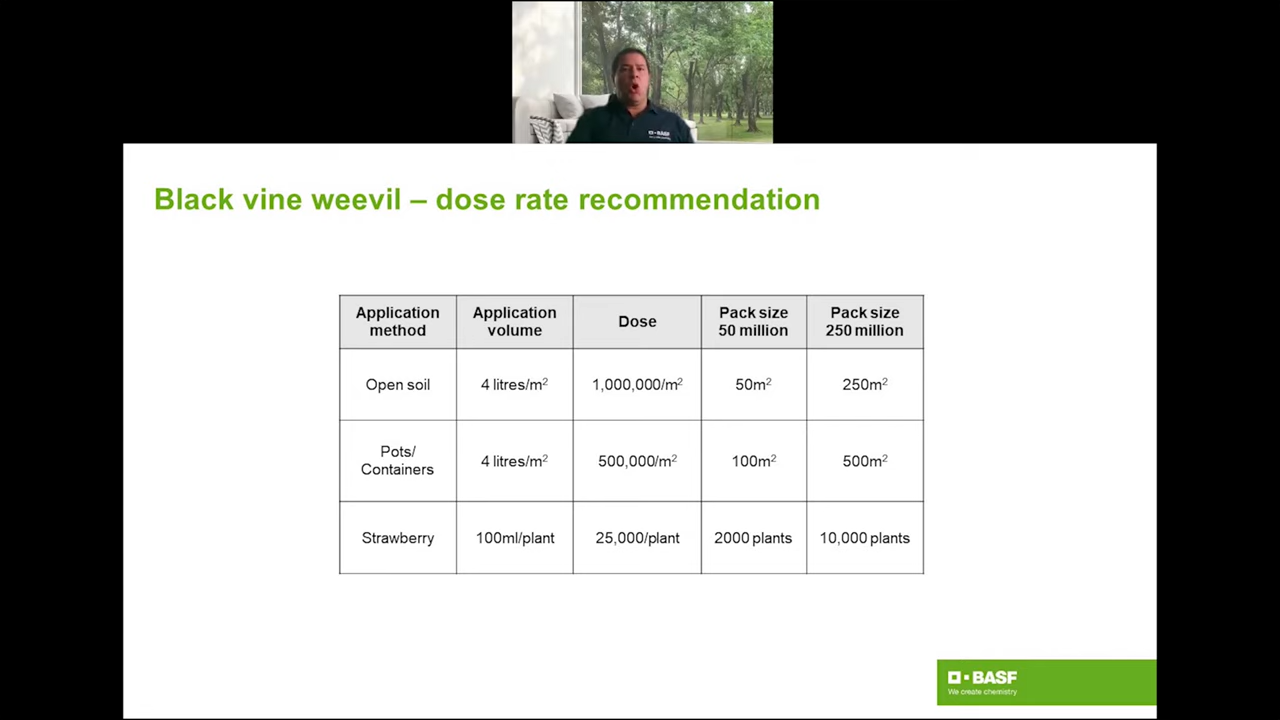 BASF
Black vine weevil – dose rate recommendation
Application method
Application volume
Dose
Pack size 50 million
Pack size 250 million
Open soil
4 litres/m²
1,000,000/m²
50m²
250m²
Pots/ Containers
4 litres/m²
500,000/m²
100m²
500m²
Strawberry
100ml/plant
25,000/plant
2000 plants
10,000 plants
BASF
We create chemistry